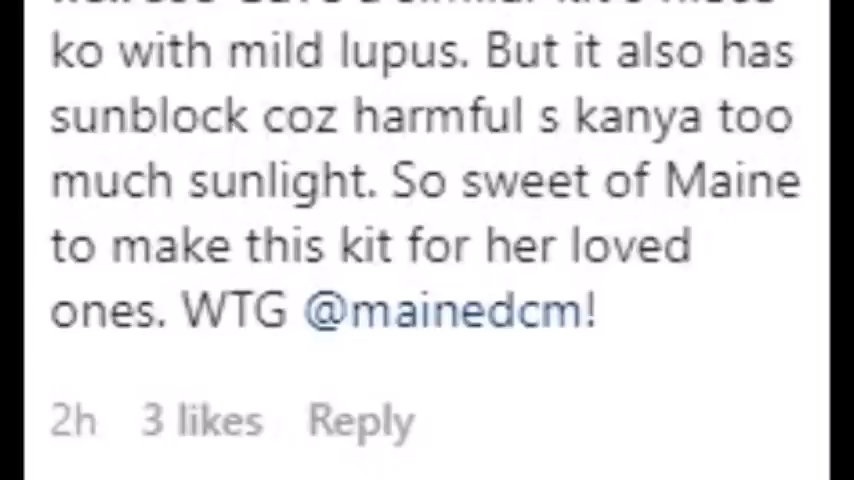 ko with mild lupus. But it also has
sunblock coz harmful s kanya too
much sunlight. So sweet of Maine
to make this kit for her loved
ones. WTG @mainedcm!
2h 3 likes Reply